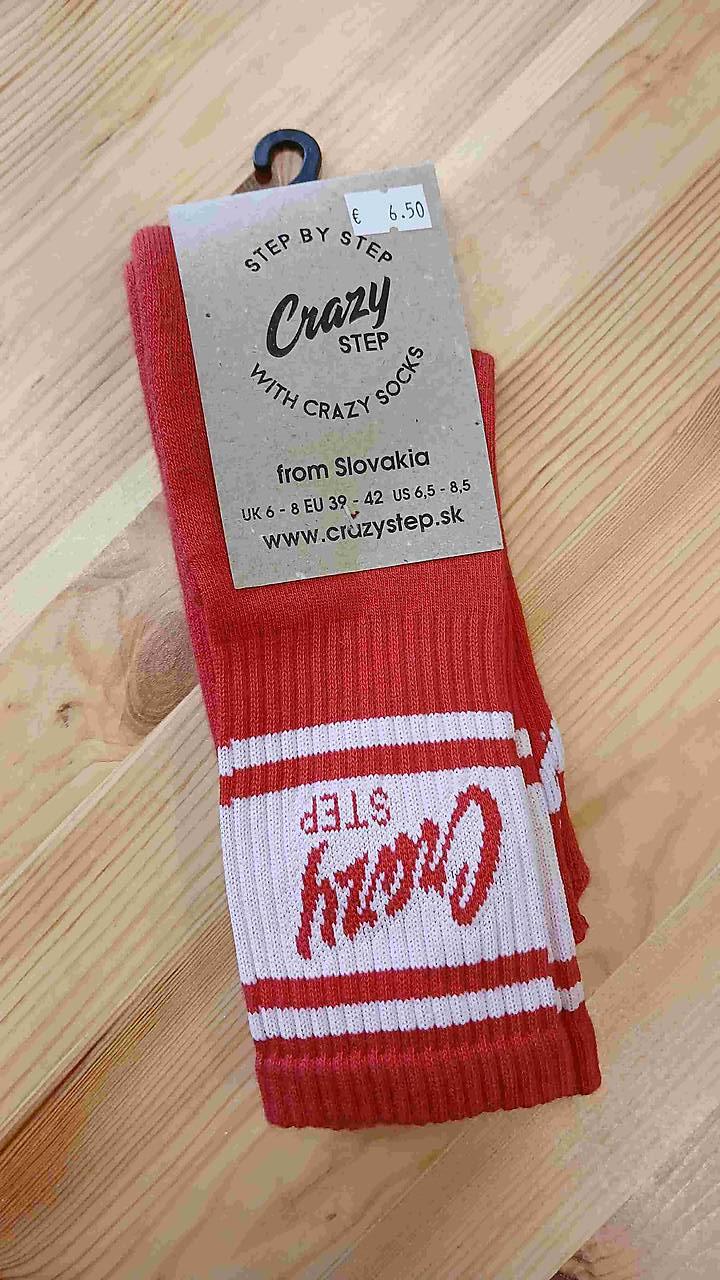 € 6.50
STEP BY STEP
Crazy
STEP
WITH CRAZY SOCKS
from Slovakia
UK 6 - 8 EU 39 - 42 US 6,5 - 8,5
www.crazystep.sk
Crazy
STEP